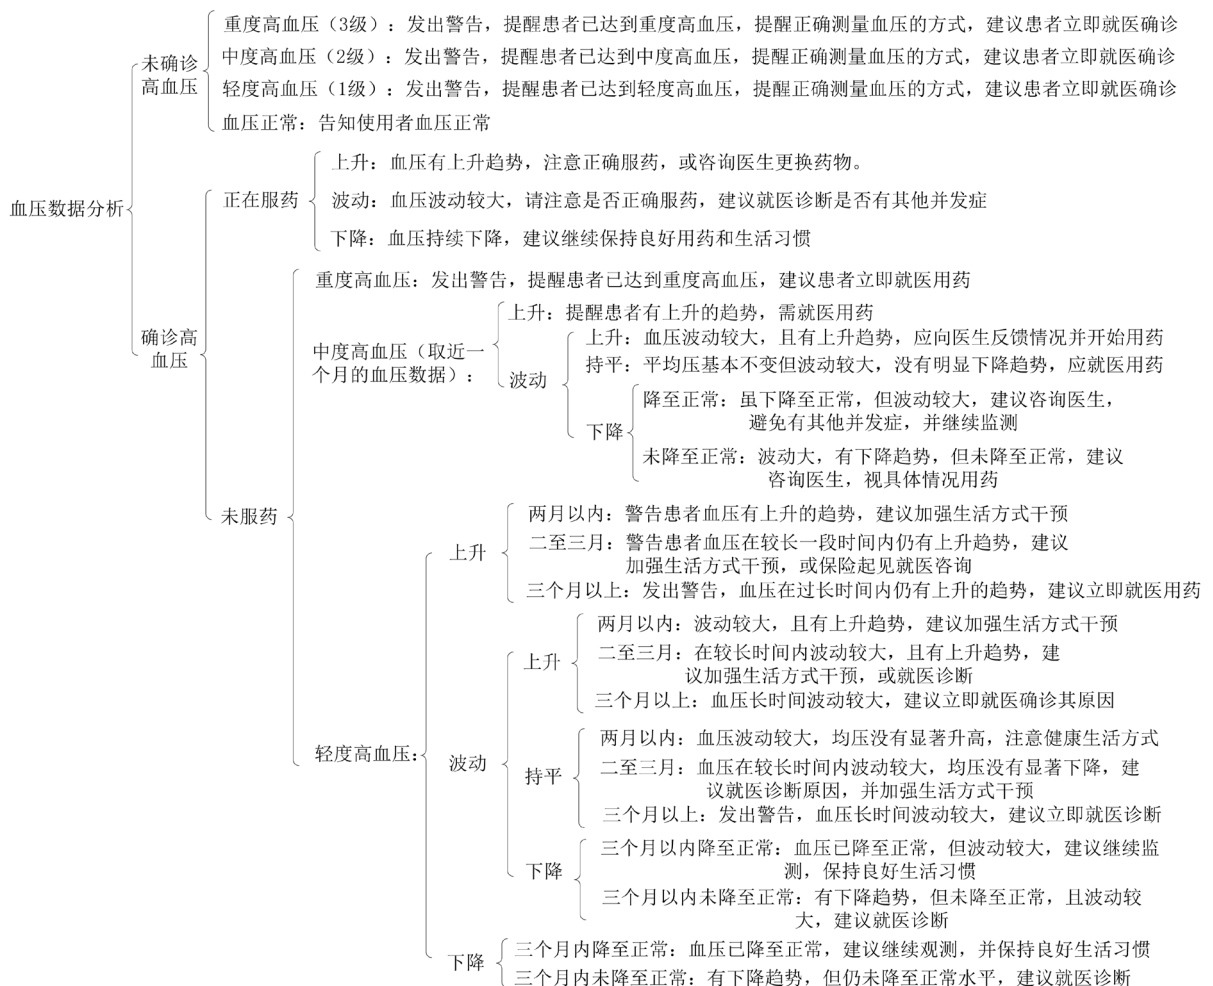 重度高血压（3级）：发出警告，提醒患者已达到重度高血压，提醒正确测量血压的方式，建议患者立即就医确诊
未确诊
高血压
中度高血压（2级）：发出警告，提醒患者已达到中度高血压，提醒正确测量血压的方式，建议患者立即就医确诊
轻度高血压（1级）：发出警告，提醒患者已达到轻度高血压，提醒正确测量血压的方式，建议患者立即就医确诊
血压正常：告知使用者血压正常
血压数据分析
正在服药
上升：血压有上升趋势，注意正确服药，或咨询医生更换药物。
波动：血压波动较大，请注意是否正确服药，建议就医诊断是否有其他并发症
下降：血压持续下降，建议继续保持良好用药和生活习惯
确诊高
血压
重度高血压：发出警告，提醒患者已达到重度高血压，建议患者立即就医用药
中度高血压（取近一
个月的血压数据）：
上升：提醒患者有上升的趋势，需就医用药
波动
上升：血压波动较大，且有上升趋势，应向医生反馈情况并开始用药
持平：平均压基本不变但波动较大，没有明显下降趋势，应就医用药
下降
降至正常：虽下降至正常，但波动较大，建议咨询医生，
避免有其他并发症，并继续监测
未降至正常：波动大，有下降趋势，但未降至正常，建议
咨询医生，视具体情况用药
未服药
上升
两月以内：警告患者血压有上升的趋势，建议加强生活方式干预
二至三月：警告患者血压在较长一段时间内仍有上升趋势，建议
加强生活方式干预，或保险起见就医咨询
三个月以上：发出警告，血压在过长时间内仍有上升的趋势，建议立即就医用药
轻度高血压：
波动
上升
两月以内：波动较大，且有上升趋势，建议加强生活方式干预
二至三月：在较长时间内波动较大，且有上升趋势，建
议加强生活方式干预，或就医诊断
三个月以上：血压长时间波动较大，建议立即就医确诊其原因
持平
两月以内：血压波动较大，均压没有显著升高，注意健康生活方式
二至三月：血压在较长时间内波动较大，均压没有显著下降，建
议就医诊断原因，并加强生活方式干预
三个月以上：发出警告，血压长时间波动较大，建议立即就医诊断
下降
三个月以内降至正常：血压已降至正常，但波动较大，建议继续监
测，保持良好生活习惯
三个月以内未降至正常：有下降趋势，但未降至正常，且波动较
大，建议就医诊断
下降
三个月内降至正常：血压已降至正常，建议继续观测，并保持良好生活习惯
三个月内未降至正常：有下降趋势，但仍未降至正常水平，建议就医诊断